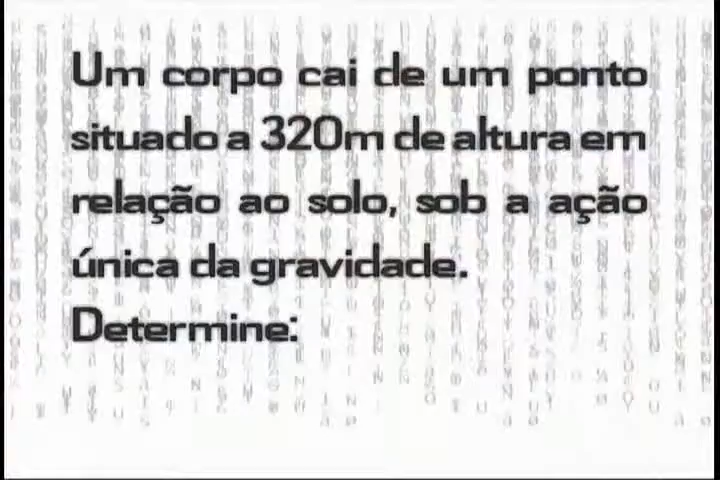 Um corpo cai de um ponto
situado a 320m de altura em
relação ao solo, sob a ação
única da gravidade.
Determine: